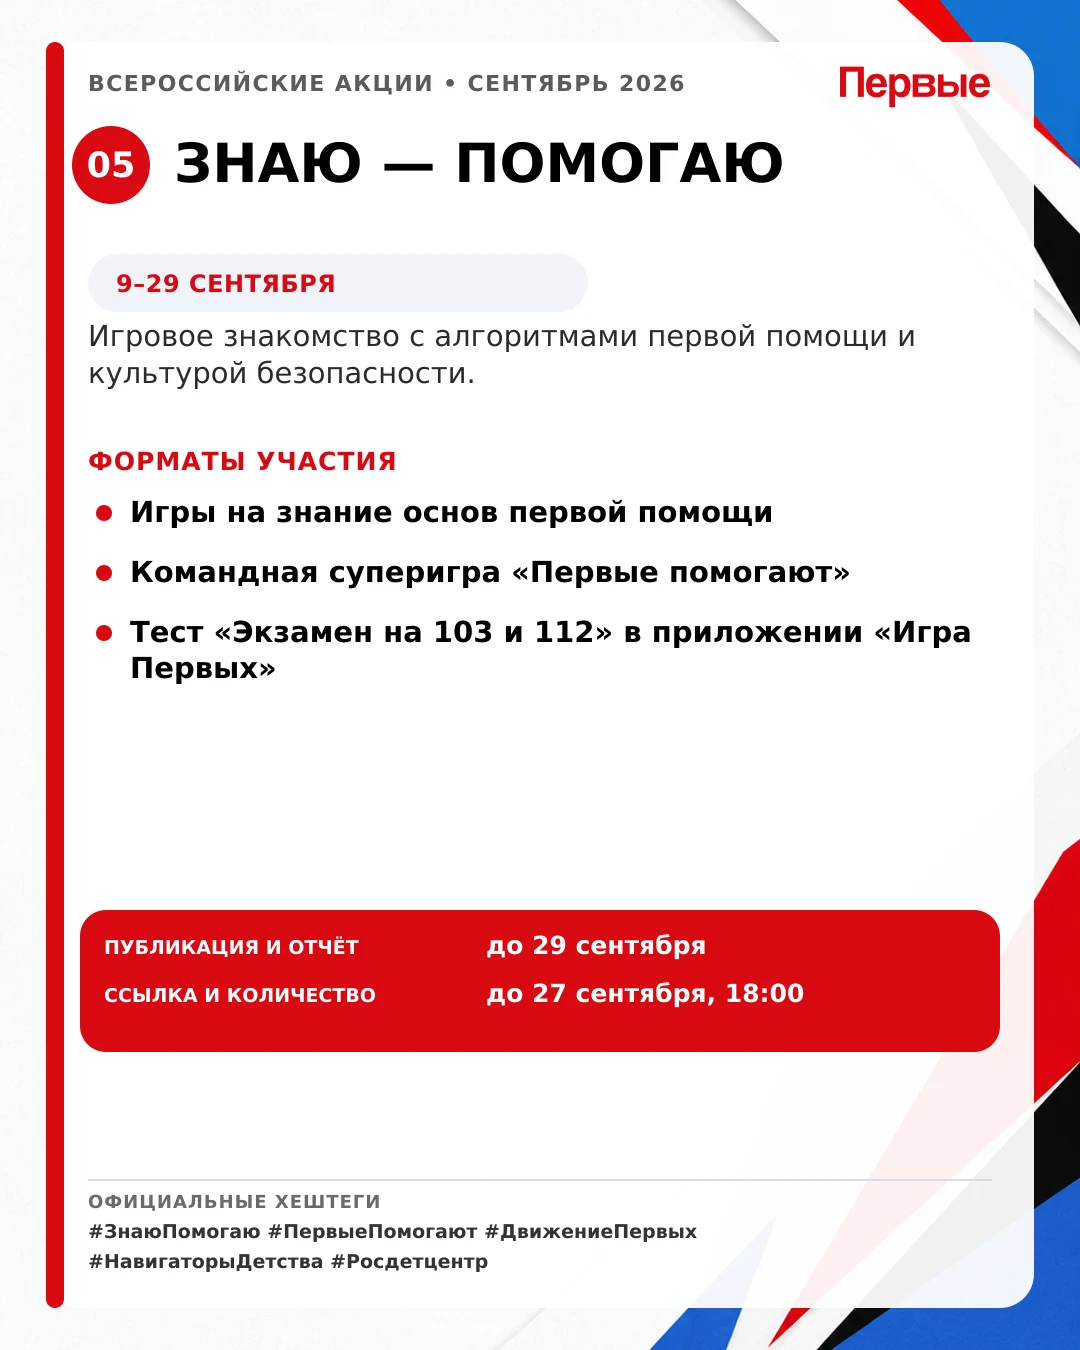 ВСЕРОССИЙСКИЕ АКЦИИ • СЕНТЯБРЬ 2026
Первые
05 ЗНАЮ — ПОМОГАЮ
9–29 СЕНТЯБРЯ
Игровое знакомство с алгоритмами первой помощи и
культурой безопасности.
ФОРМАТЫ УЧАСТИЯ
● Игры на знание основ первой помощи
● Командная суперигра «Первые помогают»
● Тест «Экзамен на 103 и 112» в приложении «Игра
Первых»
ПУБЛИКАЦИЯ И ОТЧЁТ до 29 сентября
ССЫЛКА И КОЛИЧЕСТВО до 27 сентября, 18:00
ОФИЦИАЛЬНЫЕ ХЕШТЕГИ
#ЗнаюПомогаю #ПервыеПомогают #ДвижениеПервых
#НавигаторыДетства #Росдетцентр